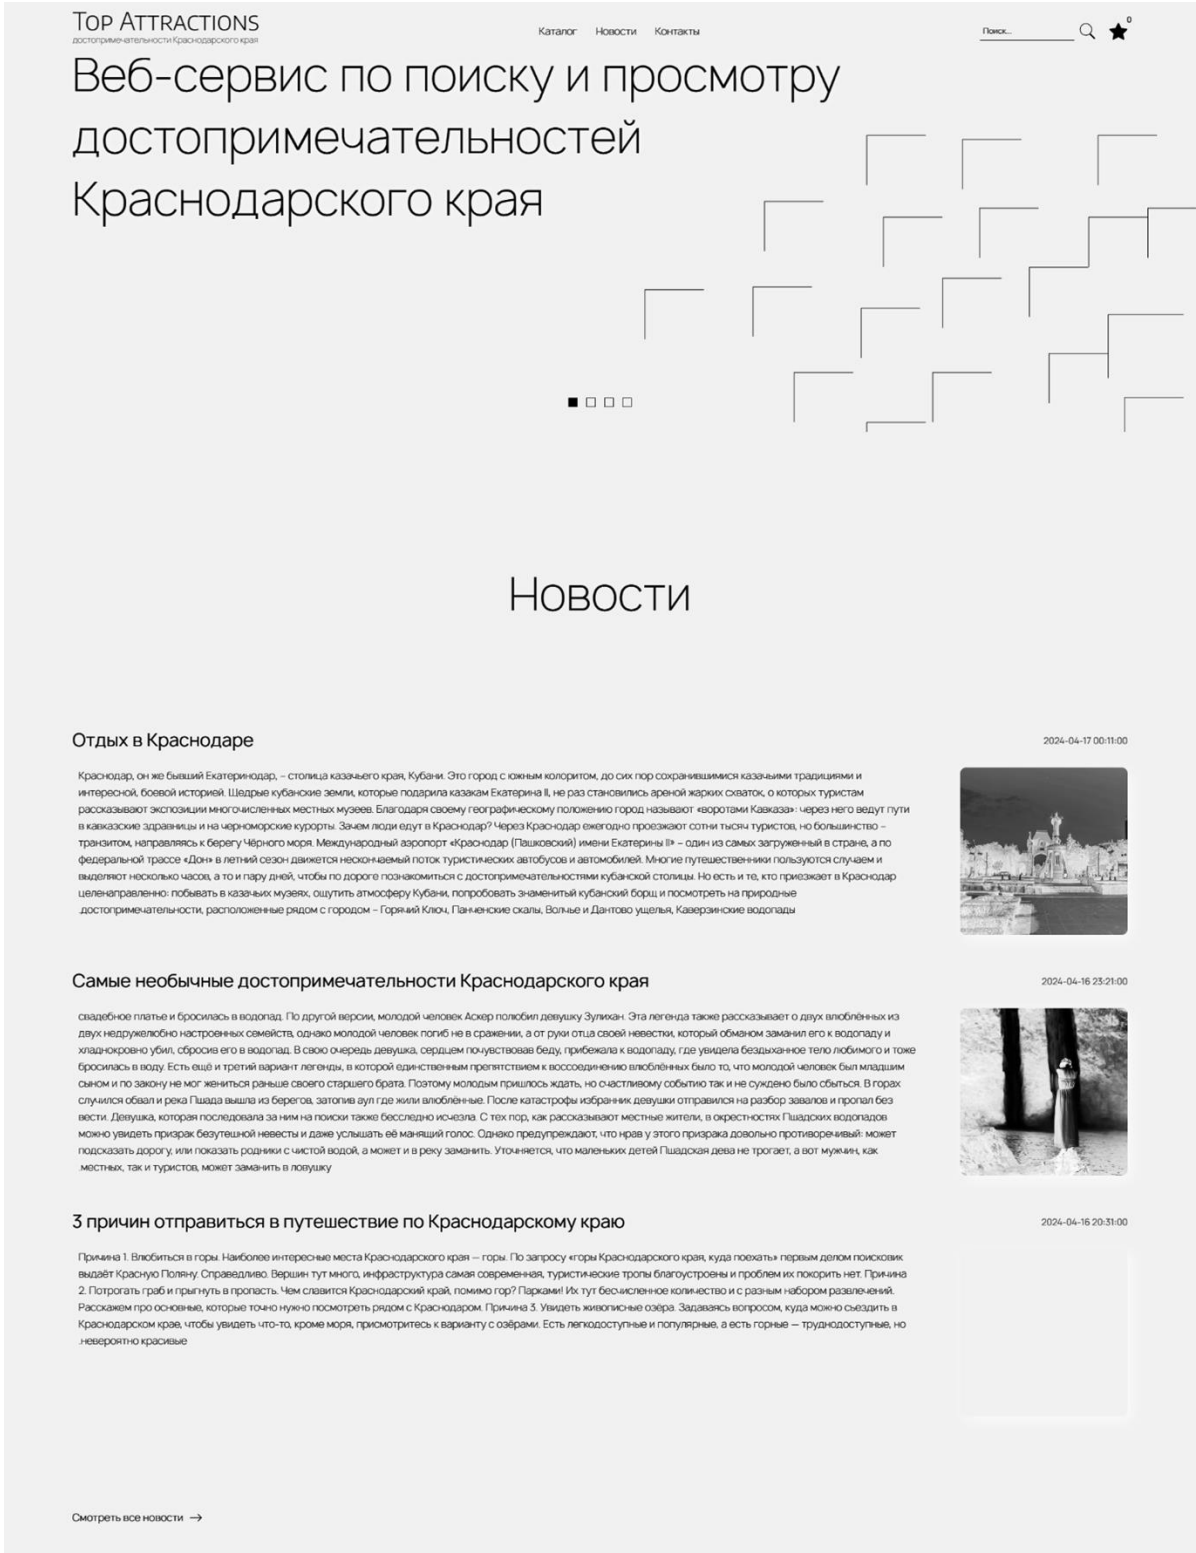 TOP ATTRACTIONS
достопримечательности Краснодарского края
Каталог Новости Контакты
Поиск...
0
Веб-сервис по поиску и просмотру
достопримечательностей
Краснодарского края
Новости
Отдых в Краснодаре
2024-04-17 00:11:00
Краснодар, он же бывший Екатеринодар, – столица казачьего края, Кубани. Это город с южным колоритом, до сих пор сохранившимися казачьими традициями и
интересной, боевой историей. Щедрые кубанские земли, которые подарила казакам Екатерина II, не раз становились ареной жарких схваток, о которых туристам
рассказывают экспозиции многочисленных местных музеев. Благодаря своему географическому положению город называют «воротами Кавказа»: через него ведут пути
в кавказские здравницы и на черноморские курорты. Зачем люди едут в Краснодар? Через Краснодар ежегодно проезжают сотни тысяч туристов, но большинство –
транзитом, направляясь к берегу Чёрного моря. Международный аэропорт «Краснодар (Пашковский) имени Екатерины II» – один из самых загруженный в стране, а по
федеральной трассе «Дон» в летний сезон движется нескончаемый поток туристических автобусов и автомобилей. Многие путешественники пользуются случаем и
выделяют несколько часов, а то и пару дней, чтобы по дороге познакомиться с достопримечательностями кубанской столицы. Но есть и те, кто приезжает в Краснодар
целенаправленно: побывать в казачьих музеях, ощутить атмосферу Кубани, попробовать знаменитый кубанский борщ и посмотреть на природные
.достопримечательности, расположенные рядом с городом – Горячий Ключ, Панченские скалы, Волчье и Дантово ущелья, Каверзинские водопады
Самые необычные достопримечательности Краснодарского края
2024-04-16 23:21:00
свадебное платье и бросилась в водопад. По другой версии, молодой человек Аскер полюбил девушку Зулихан. Эта легенда также рассказывает о двух влюблённых из
двух недружелюбно настроенных семейств, однако молодой человек погиб не в сражении, а от руки отца своей невестки, который обманом заманил его к водопаду и
хладнокровно убил, сбросив его в водопад. В свою очередь девушка, сердцем почувствовав беду, прибежала к водопаду, где увидела бездыханное тело любимого и тоже
бросилась в воду. Есть ещё и третий вариант легенды, в которой единственным препятствием к воссоединению влюблённых было то, что молодой человек был младшим
сыном и по закону не мог жениться раньше своего старшего брата. Поэтому молодым пришлось ждать, но счастливому событию так и не суждено было сбыться. В горах
случился обвал и река Пшада вышла из берегов, затопив аул где жили влюблённые. После катастрофы избранник девушки отправился на разбор завалов и пропал без
вести. Девушка, которая последовала за ним на поиски также бесследно исчезла. С тех пор, как рассказывают местные жители, в окрестностях Пшадских водопадов
можно увидеть призрак безутешной невесты и даже услышать её манящий голос. Однако предупреждают, что нрав у этого призрака довольно противоречивый: может
подсказать дорогу, или показать родники с чистой водой, а может и в реку заманить. Уточняется, что маленьких детей Пшадская дева не трогает, а вот мужчин, как
.местных, так и туристов, может заманить в ловушку
3 причин отправиться в путешествие по Краснодарскому краю
2024-04-16 20:31:00
Причина 1. Влюбиться в горы. Наиболее интересные места Краснодарского края — горы. По запросу «горы Краснодарского края, куда поехать» первым делом поисковик
выдаёт Красную Поляну. Справедливо. Вершин тут много, инфраструктура самая современная, туристические тропы благоустроены и проблем их покорить нет. Причина
2. Потрогать граб и прыгнуть в пропасть. Чем славится Краснодарский край, помимо гор? Парками! Их тут бесчисленное количество и с разным набором развлечений.
Расскажем про основные, которые точно нужно посмотреть рядом с Краснодаром. Причина 3. Увидеть живописные озёра. Задаваясь вопросом, куда можно съездить в
Краснодарском крае, чтобы увидеть что-то, кроме моря, присмотритесь к варианту с озёрами. Есть легкодоступные и популярные, а есть горные — труднодоступные, но
.невероятно красивые
Смотреть все новости →